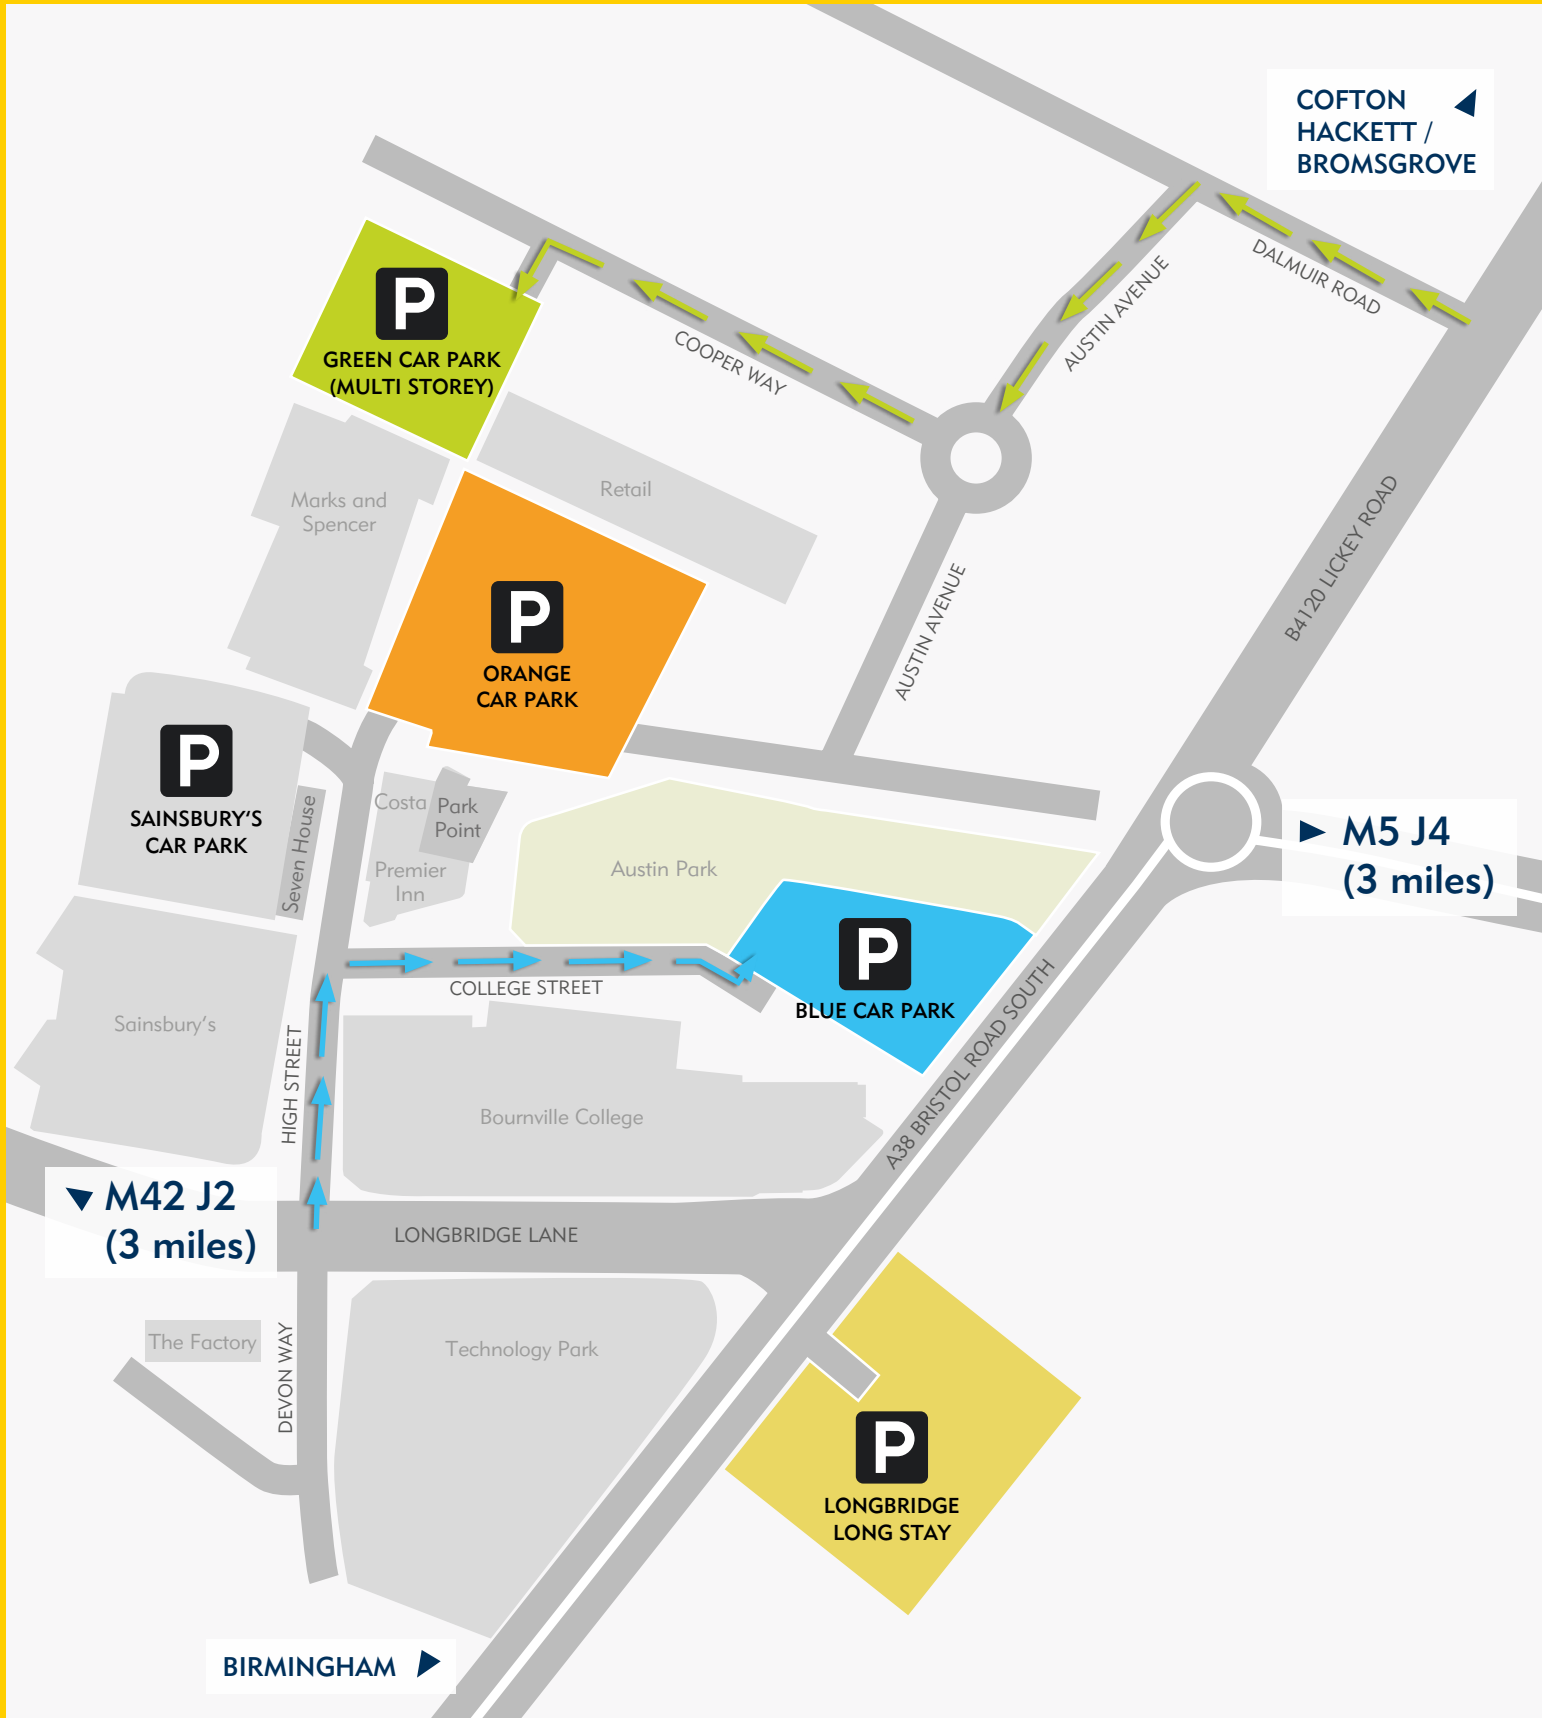 COFTON
HACKETT /
BROMSGROVE
DALMUIR ROAD
AUSTIN AVENUE
COOPER WAY
P
GREEN CAR PARK
(MULTI STOREY)
Retail
Marks and
Spencer
B4120 LICKEY ROAD
AUSTIN AVENUE
P
ORANGE
CAR PARK
P
SAINSBURY'S
CAR PARK
Seven House
Costa
Park
Point
Premier
Inn
Austin Park
M5 J4
(3 miles)
P
BLUE CAR PARK
COLLEGE STREET
A38 BRISTOL ROAD SOUTH
Sainsbury's
HIGH STREET
Bournville College
M42 J2
(3 miles)
LONGBRIDGE LANE
The Factory
DEVON WAY
Technology Park
P
LONGBRIDGE
LONG STAY
BIRMINGHAM